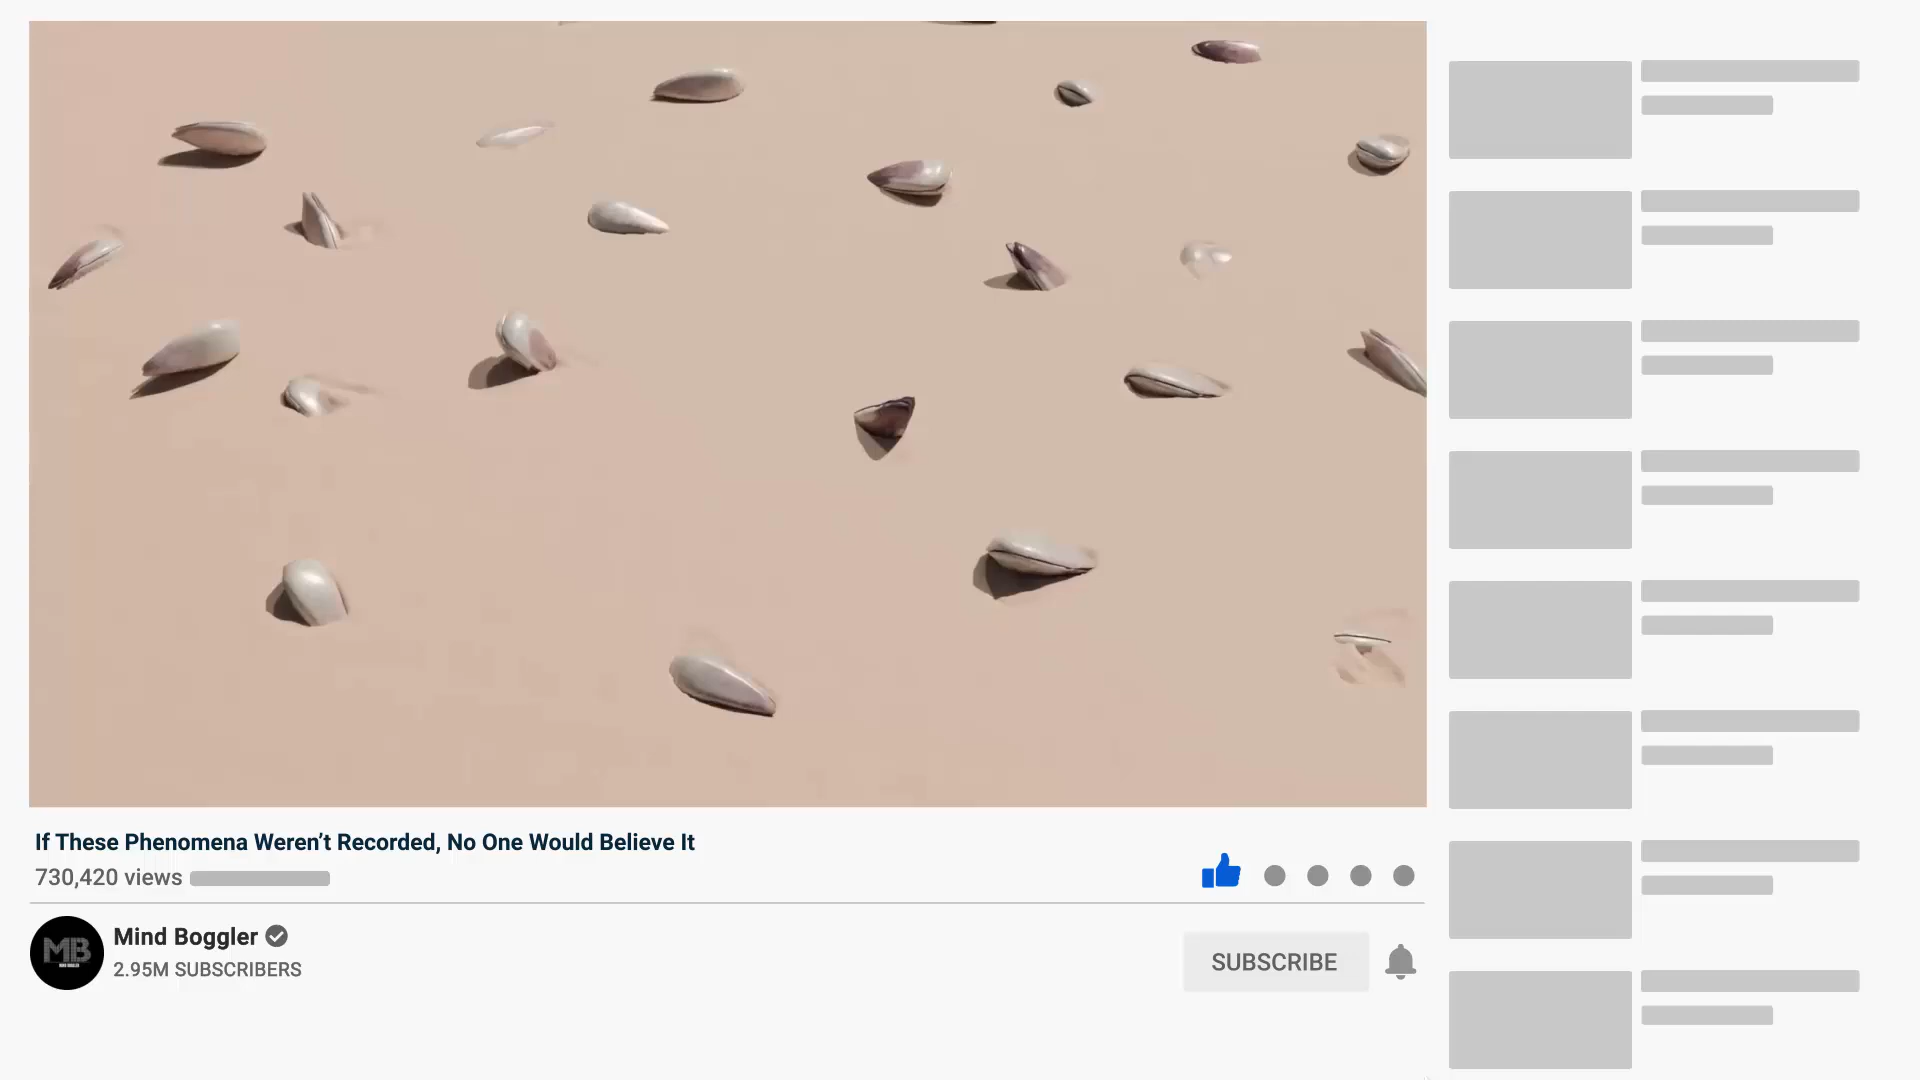 If These Phenomena Weren’t Recorded, No One Would Believe It
730,420 views
Mind Boggler
2.95M SUBSCRIBERS
SUBSCRIBE
MB